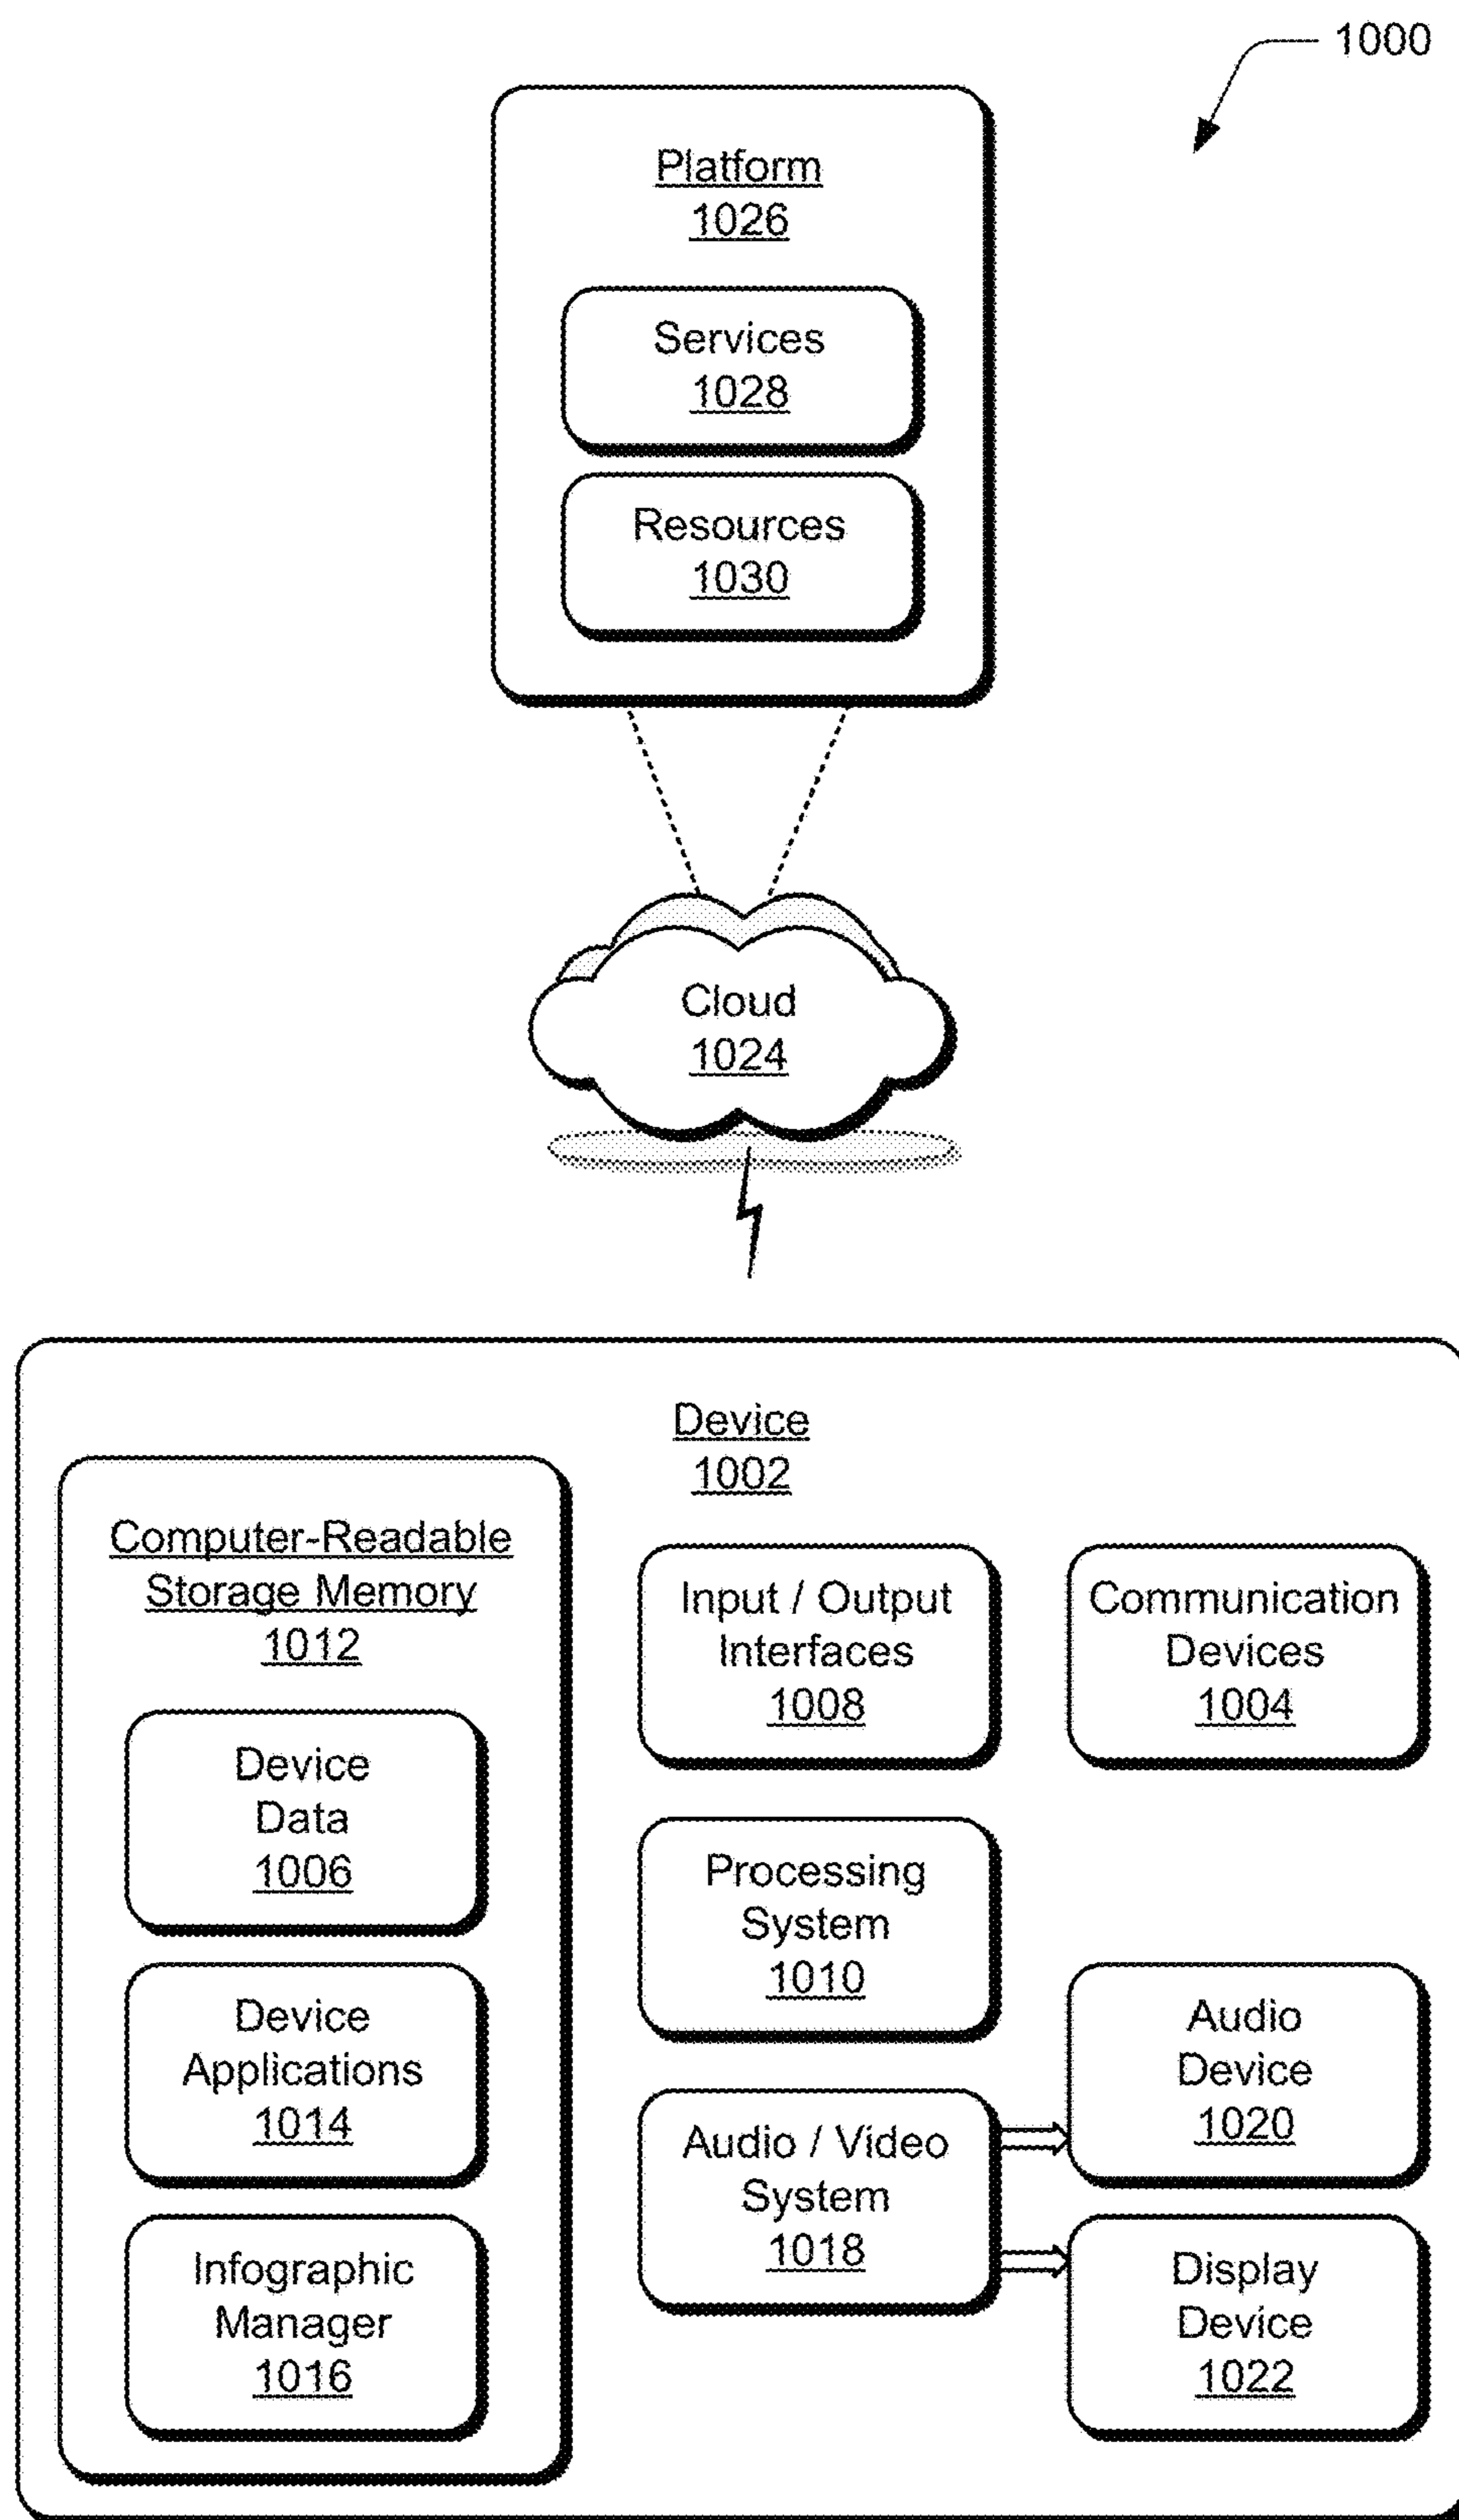 1000
Platform
1026
Services
1028
Resources
1030
Cloud
1024
Device
1002
Computer-Readable
Storage Memory
1012
Device
Data
1006
Device
Applications
1014
Infographic
Manager
1016
Input / Output
Interfaces
1008
Processing
System
1010
Audio / Video
System
1018
Communication
Devices
1004
Audio
Device
1020
Display
Device
1022